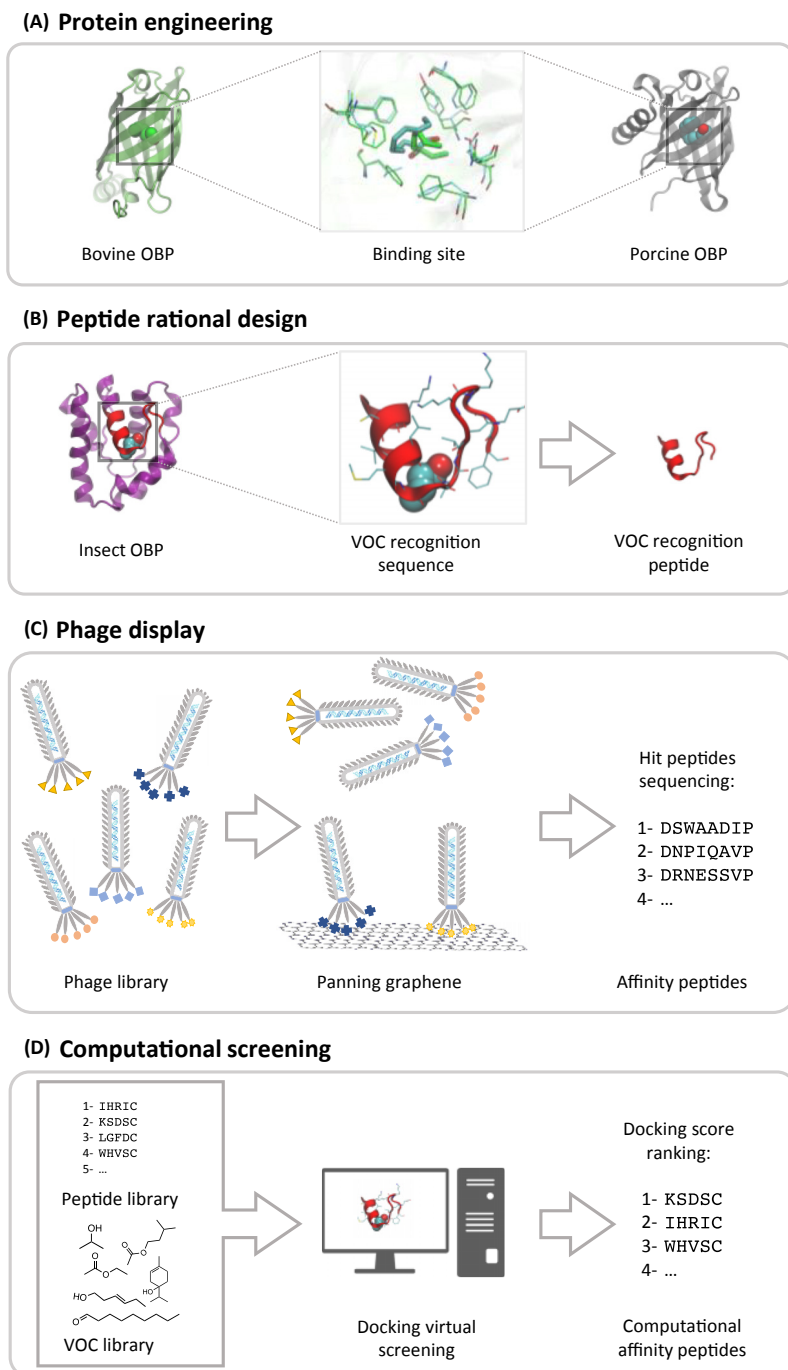 (A) Protein engineering
Bovine OBP
Binding site
Porcine OBP
(B) Peptide rational design
Insect OBP
VOC recognition
sequence
VOC recognition
peptide
(C) Phage display
Hit peptides
sequencing:
1- DSWAADIP
2- DNPIQAVP
3- DRNESSVP
4- ...
Phage library
Panning graphene
Affinity peptides
(D) Computational screening
1- IHRIC
2- KSDSC
3- LGFDC
4- WHVSC
5- ...
Peptide library
OH
O
O
O
O
HO
HO
O
VOC library
Docking virtual
screening
Docking score
ranking:
1- KSDSC
2- IHRIC
3- WHVSC
4- ...
Computational
affinity peptides